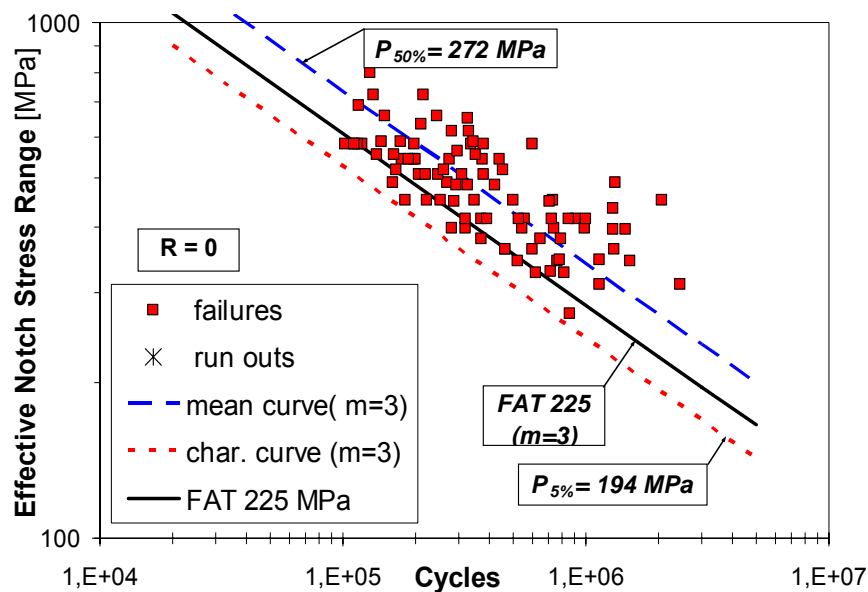 1000
P50%= 272 MPa
Effective Notch Stress Range [MPa]
R = 0
failures
run outs
mean curve( m=3)
char. curve (m=3)
FAT 225 MPa
FAT 225
(m=3)
P5%= 194 MPa
100
1,E+04
1,E+05
Cycles
1,E+06
1,E+07